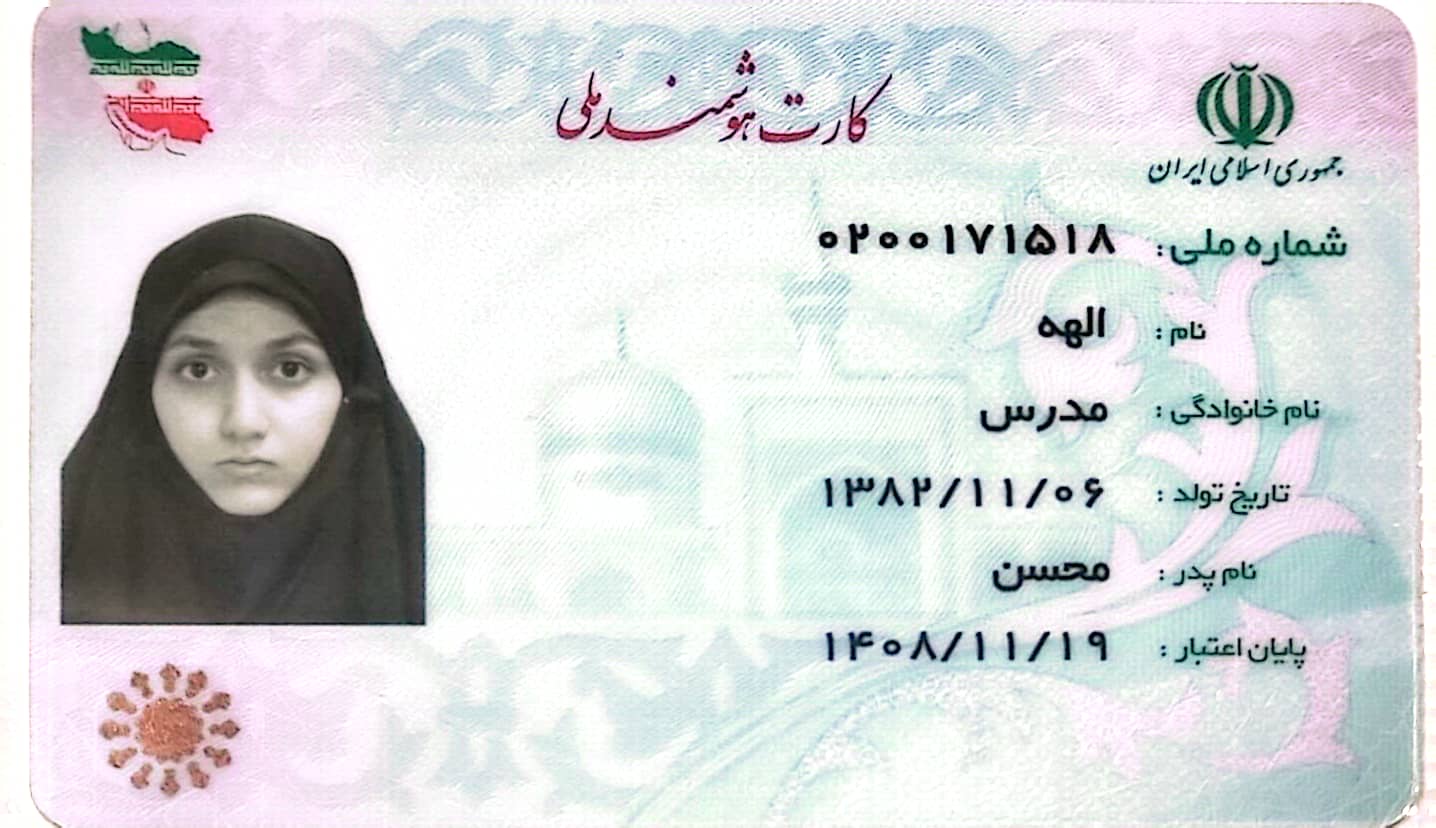 کارت هوشمند ملی
جمهوری اسلامی ایران
شماره ملی: ۰۲۰۰۱۷۱۵۱۸
نام: الهه
نام خانوادگی: مدرس
تاریخ تولد: ۱۳۸۲/۱۱/۰۶
نام پدر: محسن
پایان اعتبار: ۱۴۰۸/۱۱/۱۹